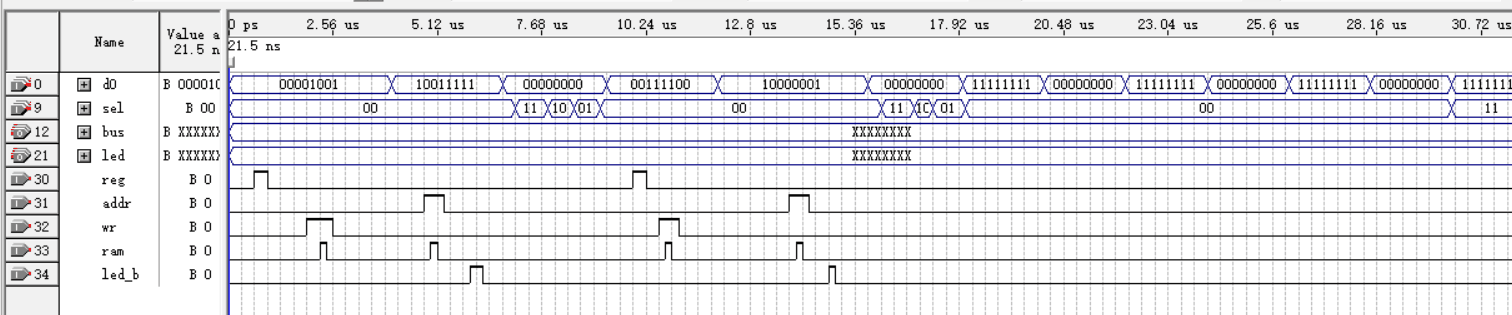 0 ps 2.56 us 5.12 us 7.68 us 10.24 us 12.8 us 15.36 us 17.92 us 20.48 us 23.04 us 25.6 us 28.16 us 30.72 us
Name Value a
21.5 n 21.5 ns
0 d0 B 000010 00001001 10011111 00000000 00111100 10000001 00000000 11111111 00000000 11111111 00000000 11111111 00000000 1111111
9 sel B 00 00 11 10 01 00 11 10 01 00 11
12 bus B XXXXX XXXXXXXX
21 led B XXXXX XXXXXXXX
30 reg B 0
31 addr B 0
32 wr B 0
33 ram B 0
34 led_b B 0